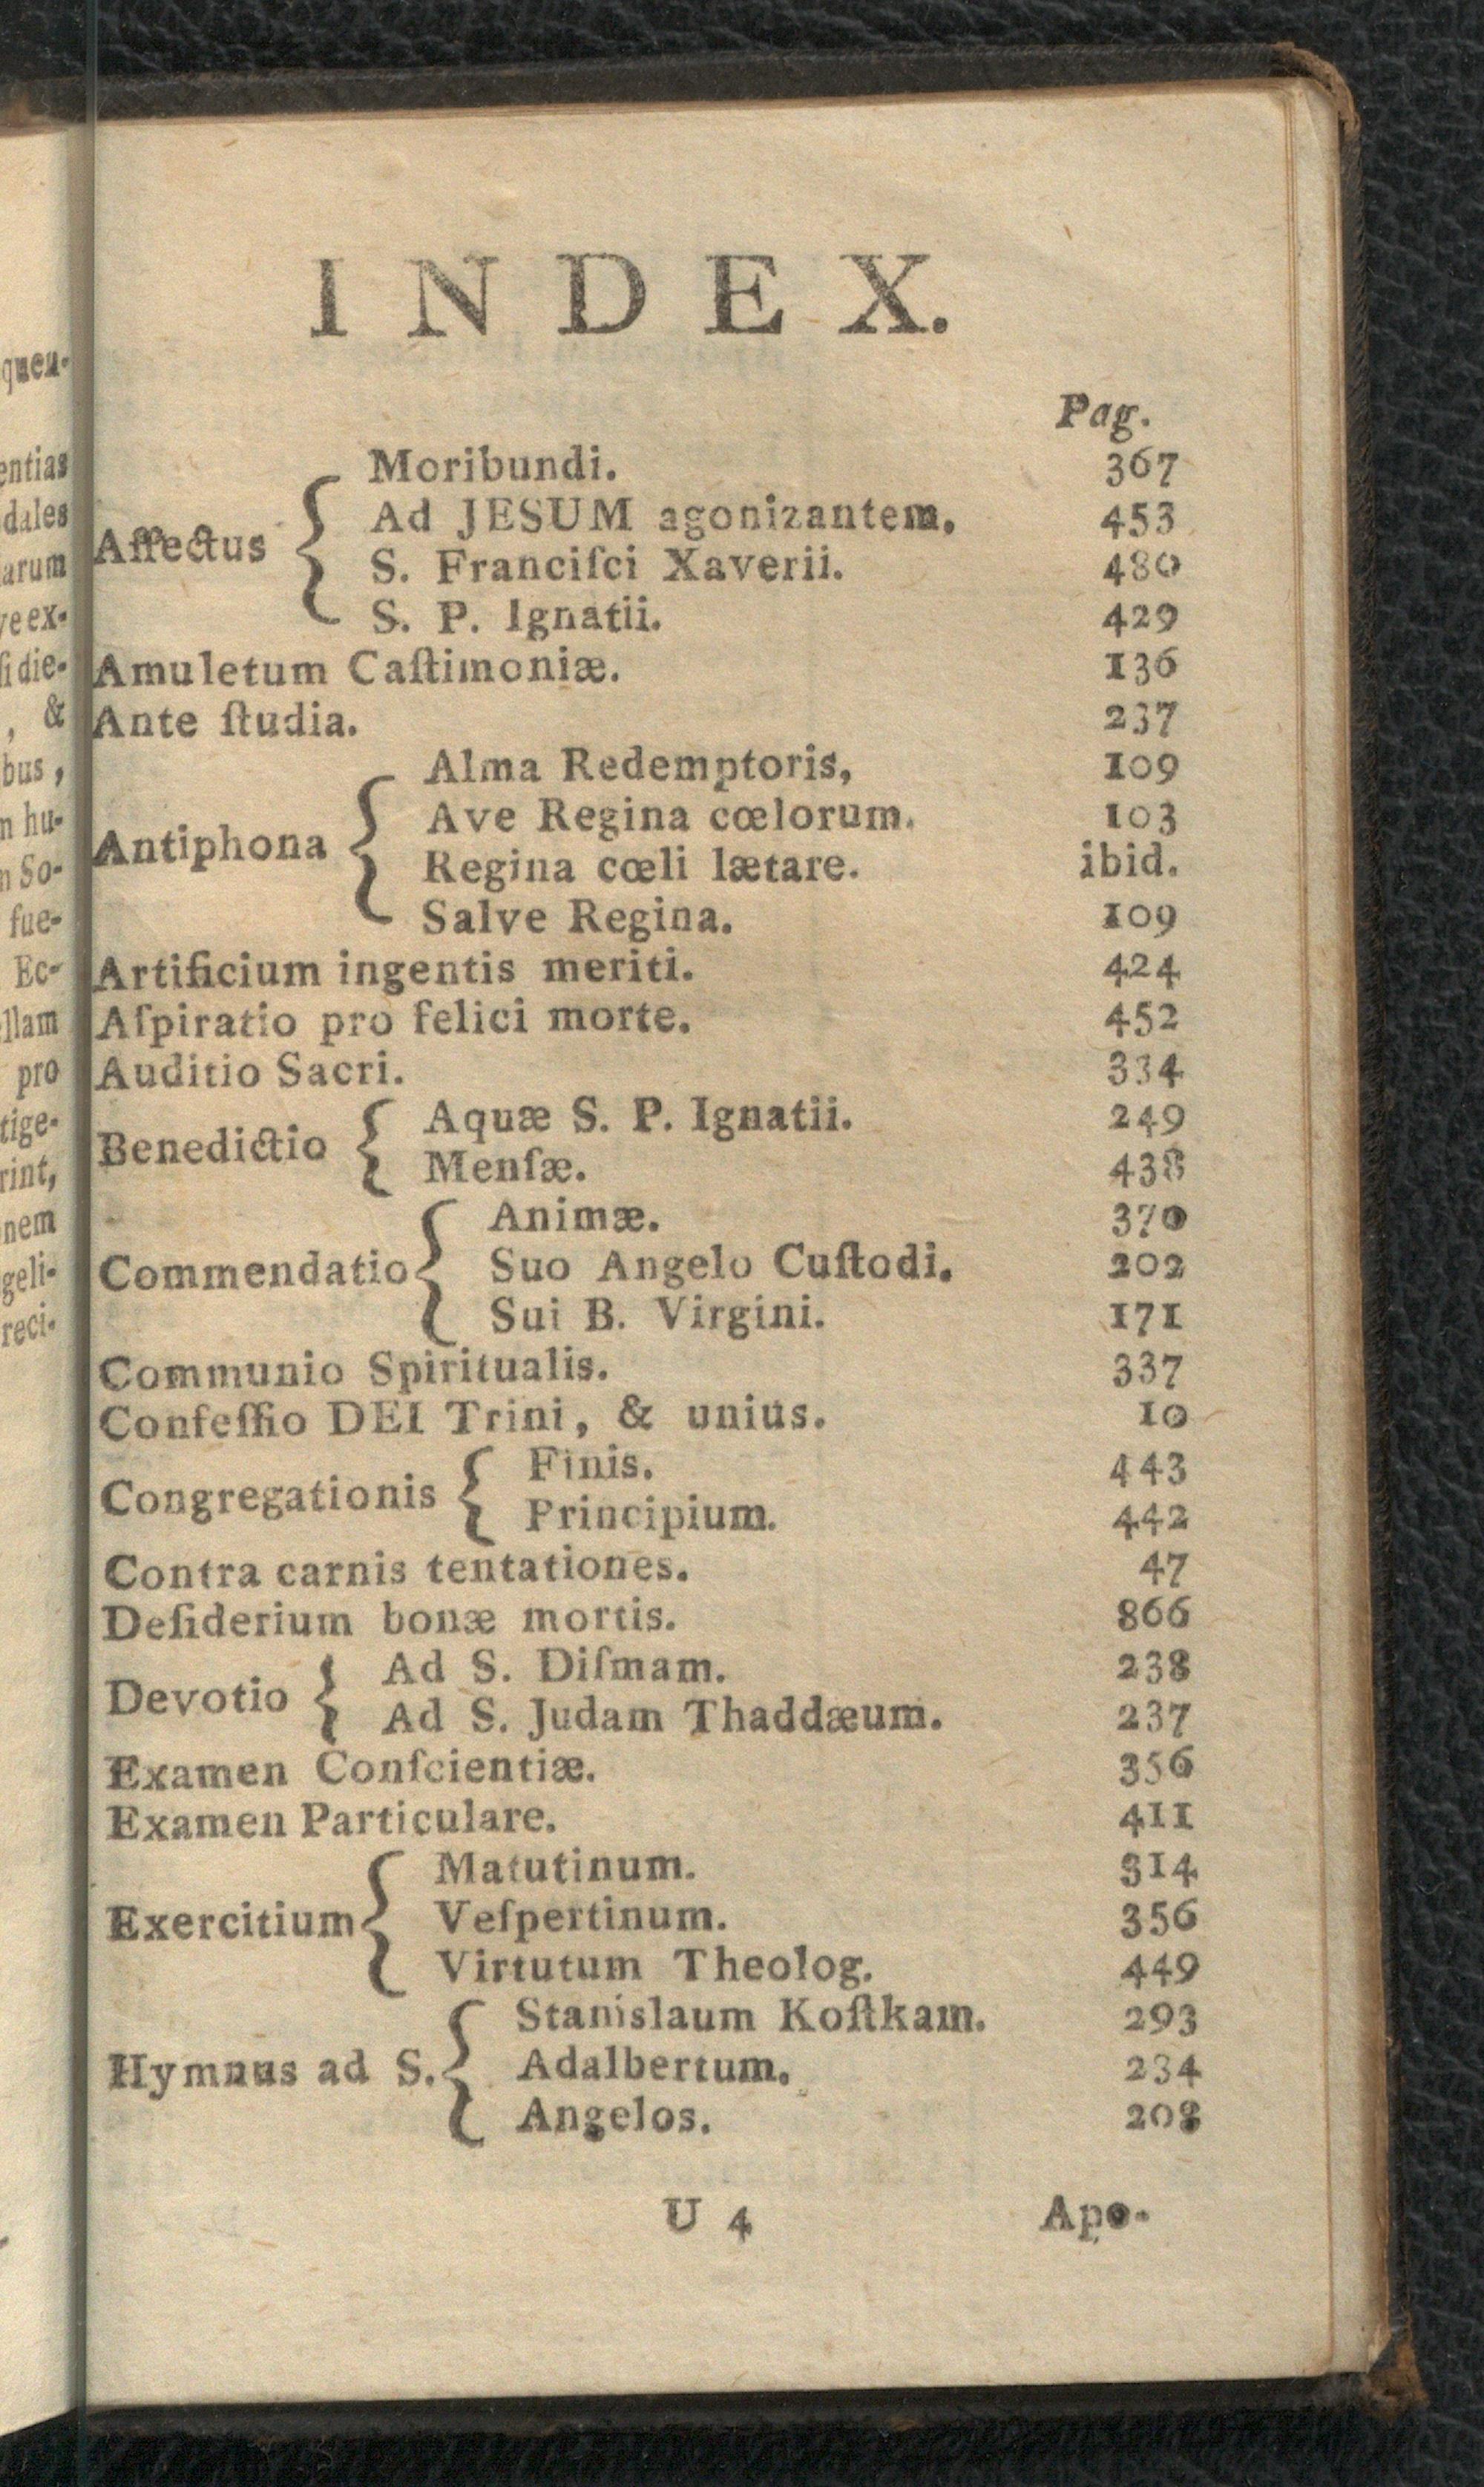 INDEX.
Pag.
Moribundi. 367
Ad JESUM agonizantem. 453
Affectus
S. Franciſci Xaverii. 480
S. P. Ignatii. 429
Amuletum Caſtimoniæ. 136
Ante ſtudia. 237
Alma Redemptoris, 109
Ave Regina cœlorum. 103
Antiphona
Regina cœli lætare. ibid.
Salve Regina. 109
Artificium ingentis meriti. 424
Aſpiratio pro felici morte. 452
Auditio Sacri. 334
Aquæ S. P. Ignatii. 249
Benedictio
Menſæ. 438
Animæ. 370
Commendatio Suo Angelo Cuſtodi. 202
Sui B. Virgini. 171
Communio Spiritualis. 337
Confeſſio DEI Trini, & unius. 10
Finis. 443
Congregationis
Principium. 442
Contra carnis tentationes. 47
Deſiderium bonæ mortis. 866
Ad S. Diſmam. 238
Devotio
Ad S. Judam Thaddæum. 237
Examen Conſcientiæ. 356
Examen Particulare. 411
Matutinum. 314
Exercitium Veſpertinum. 356
Virtutum Theolog. 449
Stanislaum Koſtkam. 293
Hymnus ad S. Adalbertum. 234
Angelos. 208
U 4 Apo-